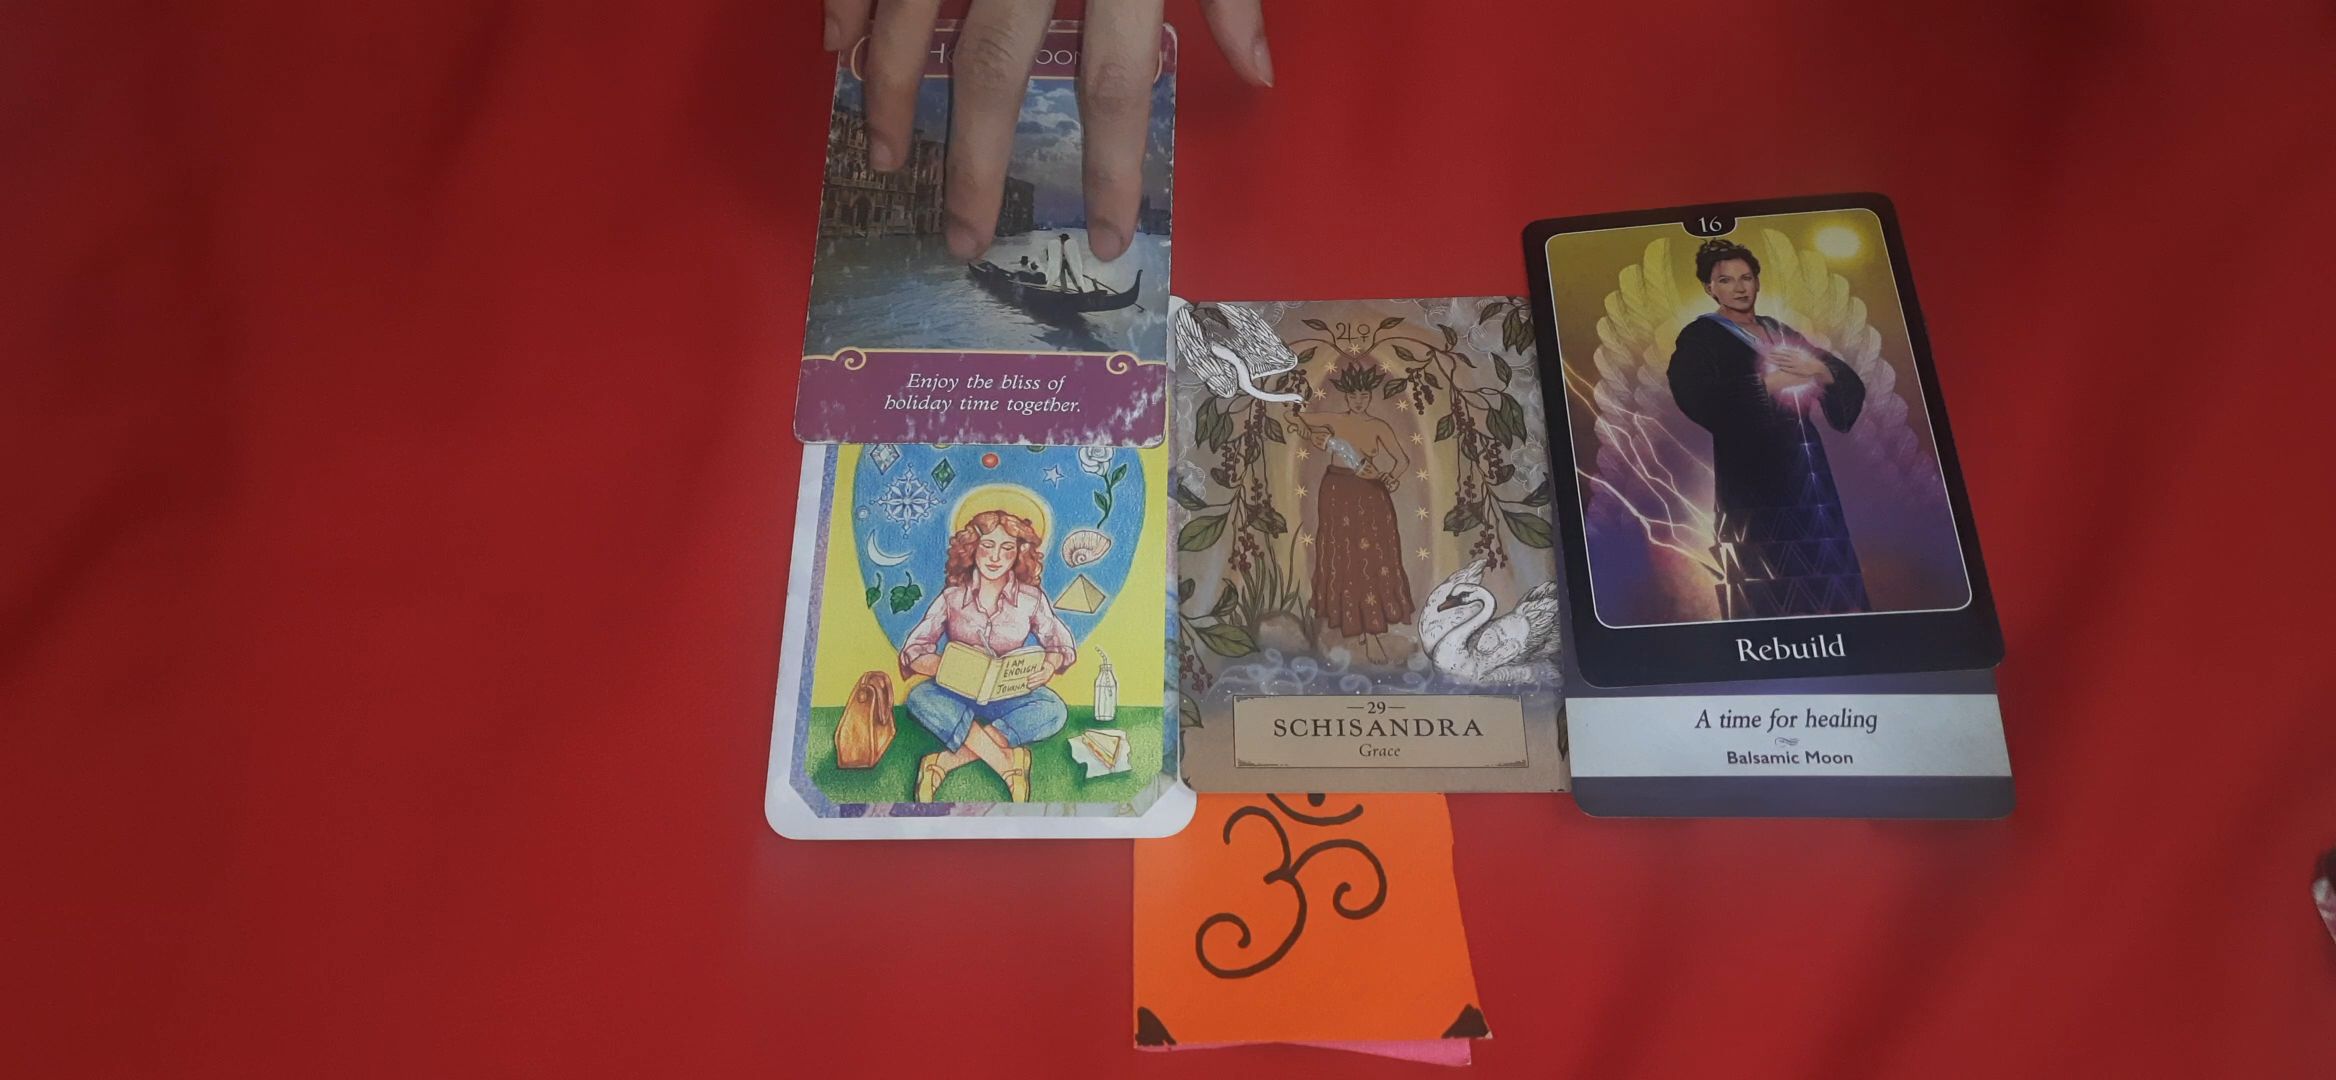 Enjoy the bliss of
holiday time together.
I AM
ENOUGH
JOURNAL
—29—
SCHISANDRA
Grace
16
Rebuild
A time for healing
Balsamic Moon
ॐ